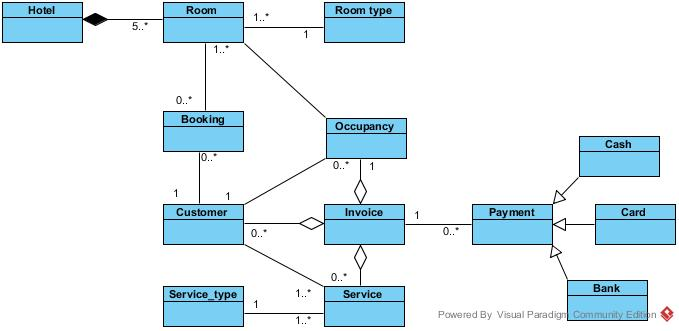 Hotel
Room
Room type
5..*
1..*
1
1..*
0..*
Booking
Occupancy
0..*
0..*
1
Cash
1
1
Customer
Invoice
1
Payment
Card
0..*
0..*
0..*
Service_type
1
1..*
Service
1..*
Bank
Powered By Visual Paradigm Community Edition